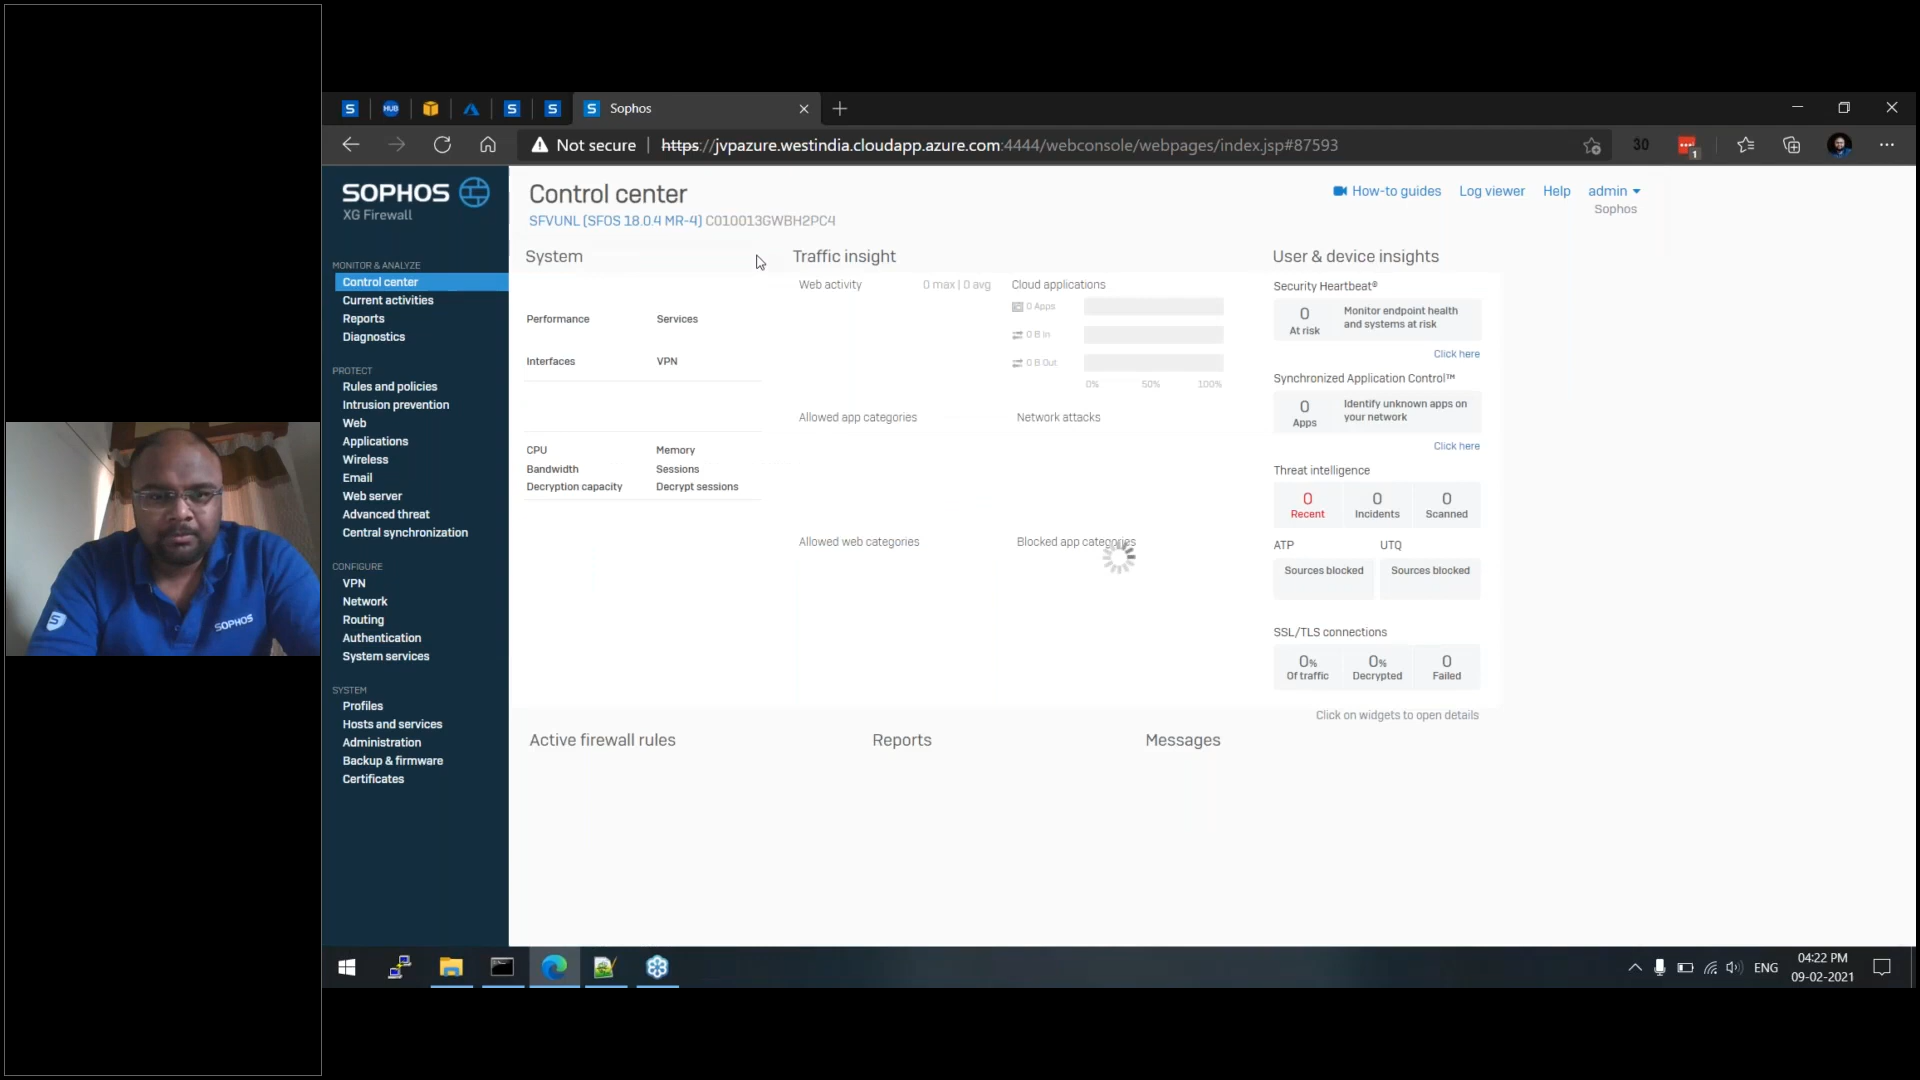 Sophos
Not secure
https://jvpazure.westindia.cloudapp.azure.com:4444/webconsole/webpages/index.jsp#87593
30
1
HUB
SOPHOS
XG Firewall
MONITOR & ANALYZE
Control center
Current activities
Reports
Diagnostics
PROTECT
Rules and policies
Intrusion prevention
Web
Applications
Wireless
Email
Web server
Advanced threat
Central synchronization
CONFIGURE
VPN
Network
Routing
Authentication
System services
SYSTEM
Profiles
Hosts and services
Administration
Backup & firmware
Certificates
Control center
SFVUNL (SFOS 18.0.4 MR-4) C010013GWBH2PC4
How-to guides
Log viewer
Help
admin
Sophos
System
Performance
Services
Interfaces
VPN
CPU
Memory
Bandwidth
Sessions
Decryption capacity
Decrypt sessions
Traffic insight
Web activity
0 max | 0 avg
Cloud applications
0 Apps
0 B In
0 B Out
0%
50%
100%
Allowed app categories
Network attacks
Allowed web categories
Blocked app categories
User & device insights
Security Heartbeat®
0
At risk
Monitor endpoint health
and systems at risk
Click here
Synchronized Application Control™
0
Apps
Identify unknown apps on
your network
Click here
Threat intelligence
0
Recent
0
Incidents
0
Scanned
ATP
UTQ
Sources blocked
Sources blocked
SSL/TLS connections
0%
Of traffic
0%
Decrypted
0
Failed
Click on widgets to open details
Active firewall rules
Reports
Messages
SOPHOS
ENG
04:22 PM
09-02-2021